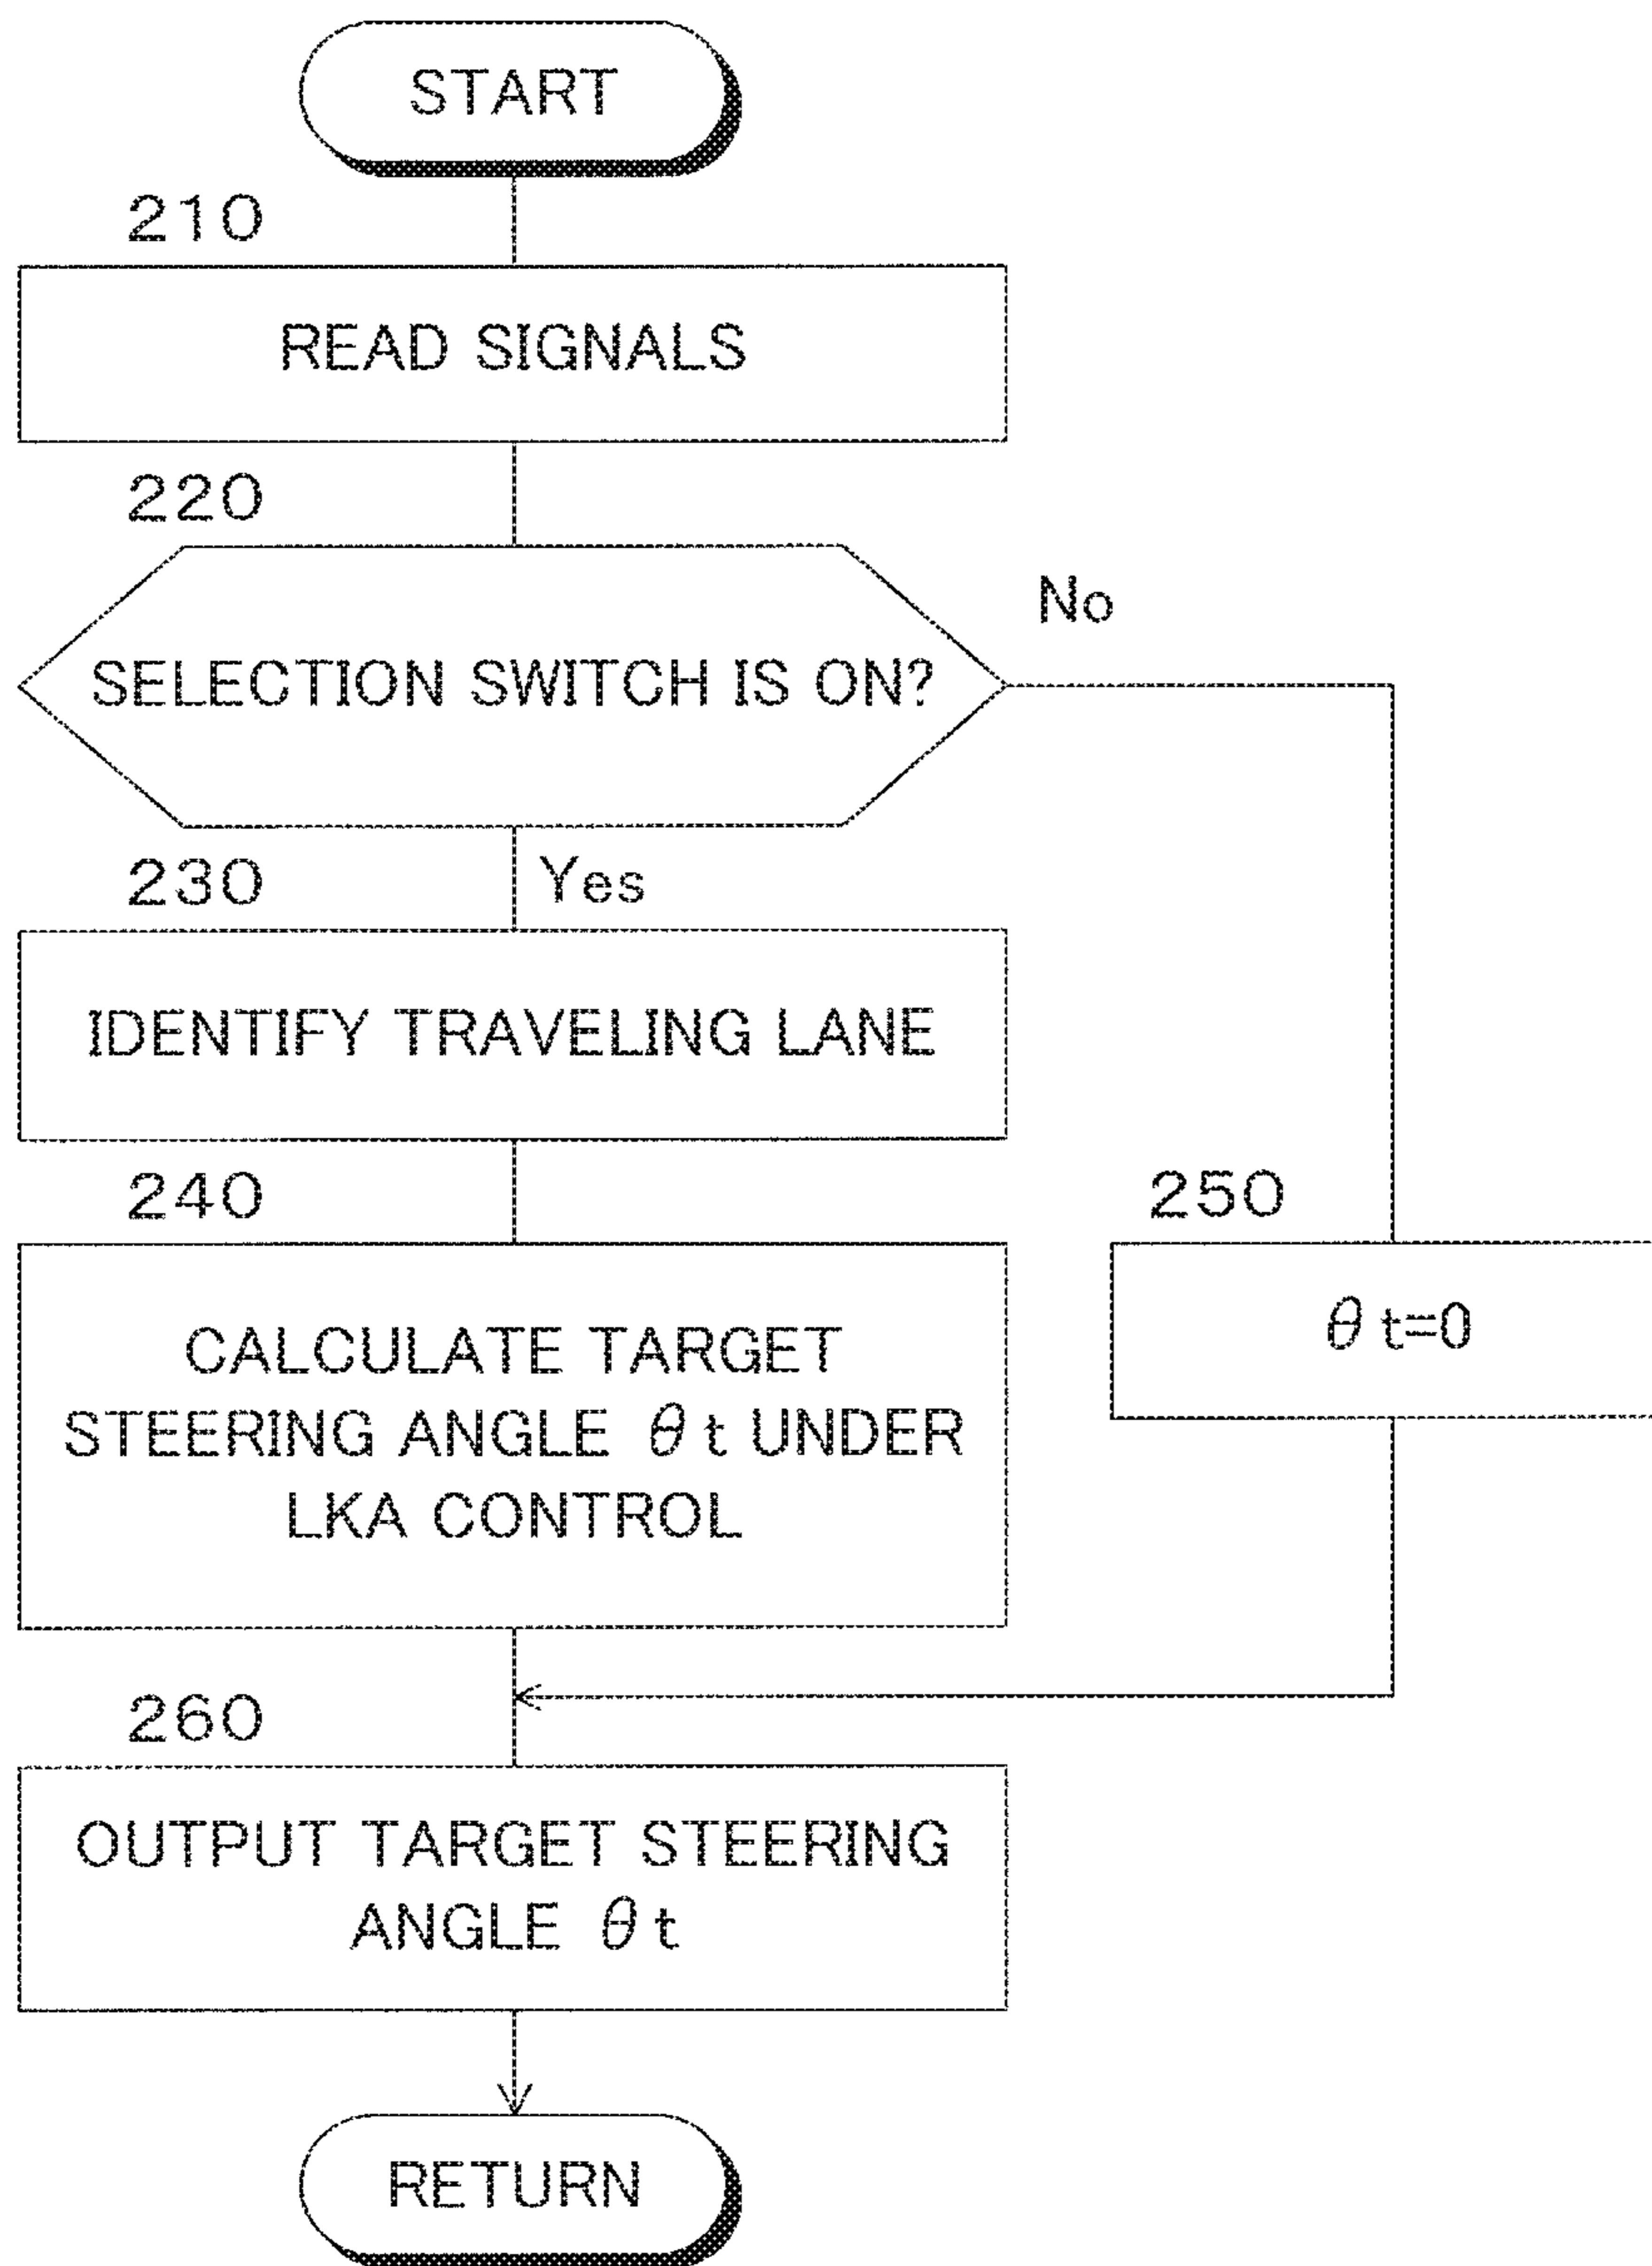 START
210
READ SIGNALS
220
No
SELECTION SWITCH IS ON?
230
Yes
IDENTIFY TRAVELING LANE
240
250
CALCULATE TARGET
STEERING ANGLE θt UNDER
LKA CONTROL
θt=0
260
OUTPUT TARGET STEERING
ANGLE θt
RETURN